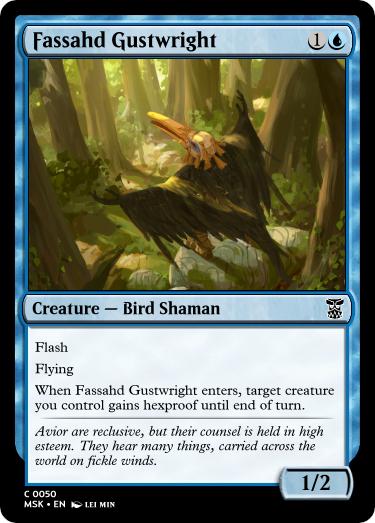 Fassahd Gustwright 1
Creature — Bird Shaman
Flash
Flying
When Fassahd Gustwright enters, target creature
you control gains hexproof until end of turn.
Avior are reclusive, but their counsel is held in high
esteem. They hear many things, carried across the
world on fickle winds.
1/2
C 0050
MSK • EN LEI MIN